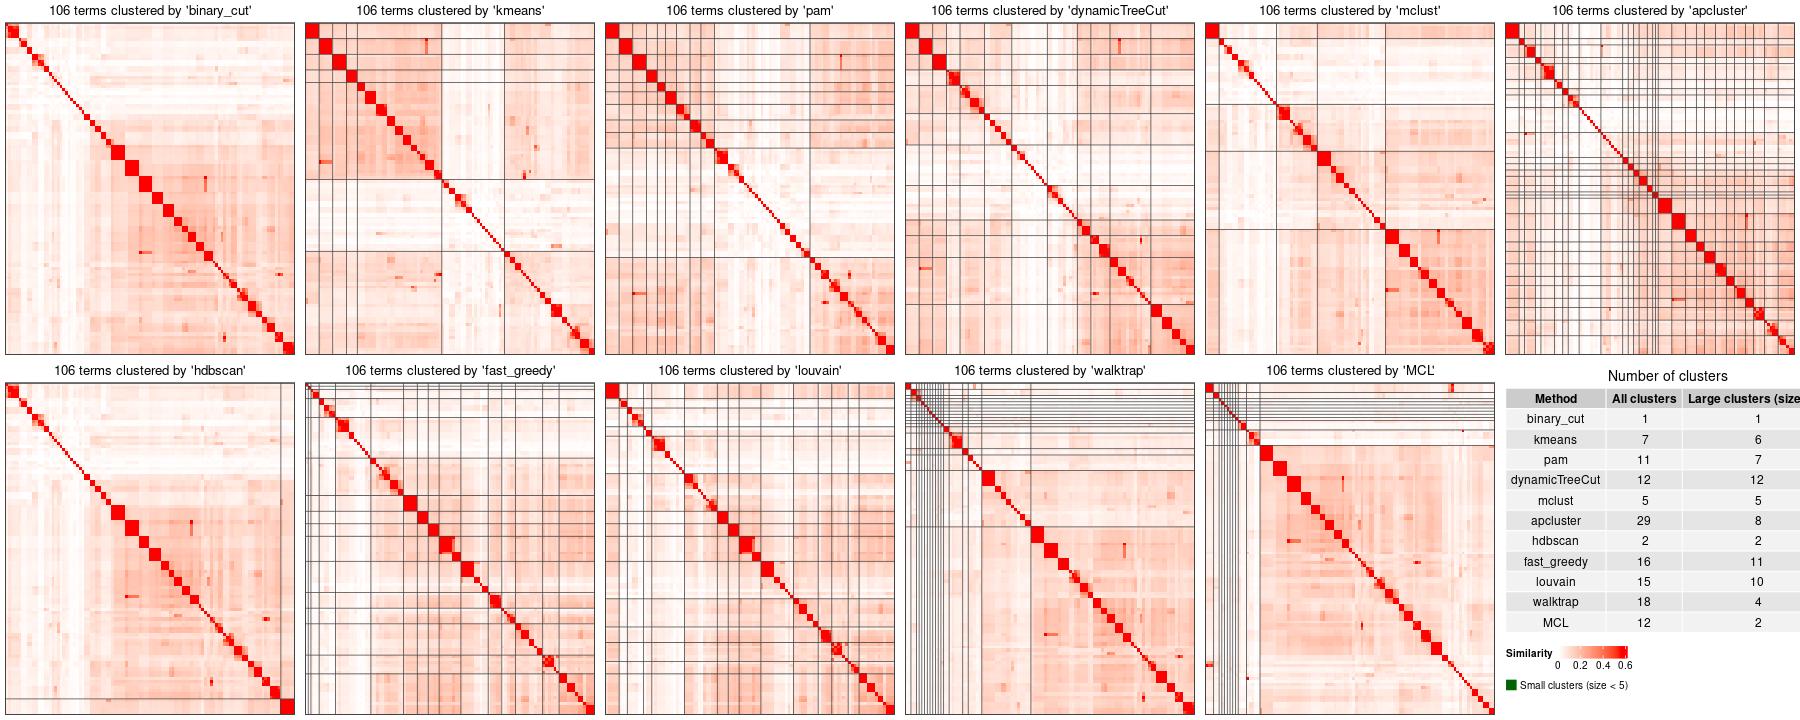 106 terms clustered by 'binary_cut'
106 terms clustered by 'kmeans'
106 terms clustered by 'pam'
106 terms clustered by 'dynamicTreeCut'
106 terms clustered by 'mclust'
106 terms clustered by 'apcluster'
106 terms clustered by 'hdbscan'
106 terms clustered by 'fast_greedy'
106 terms clustered by 'louvain'
106 terms clustered by 'walktrap'
106 terms clustered by 'MCL'
Number of clusters
Method All clusters Large clusters (size
binary_cut 1 1
kmeans 7 6
pam 11 7
dynamicTreeCut 12 12
mclust 5 5
apcluster 29 8
hdbscan 2 2
fast_greedy 16 11
louvain 15 10
walktrap 18 4
MCL 12 2
Similarity
0 0.2 0.4 0.6
Small clusters (size < 5)